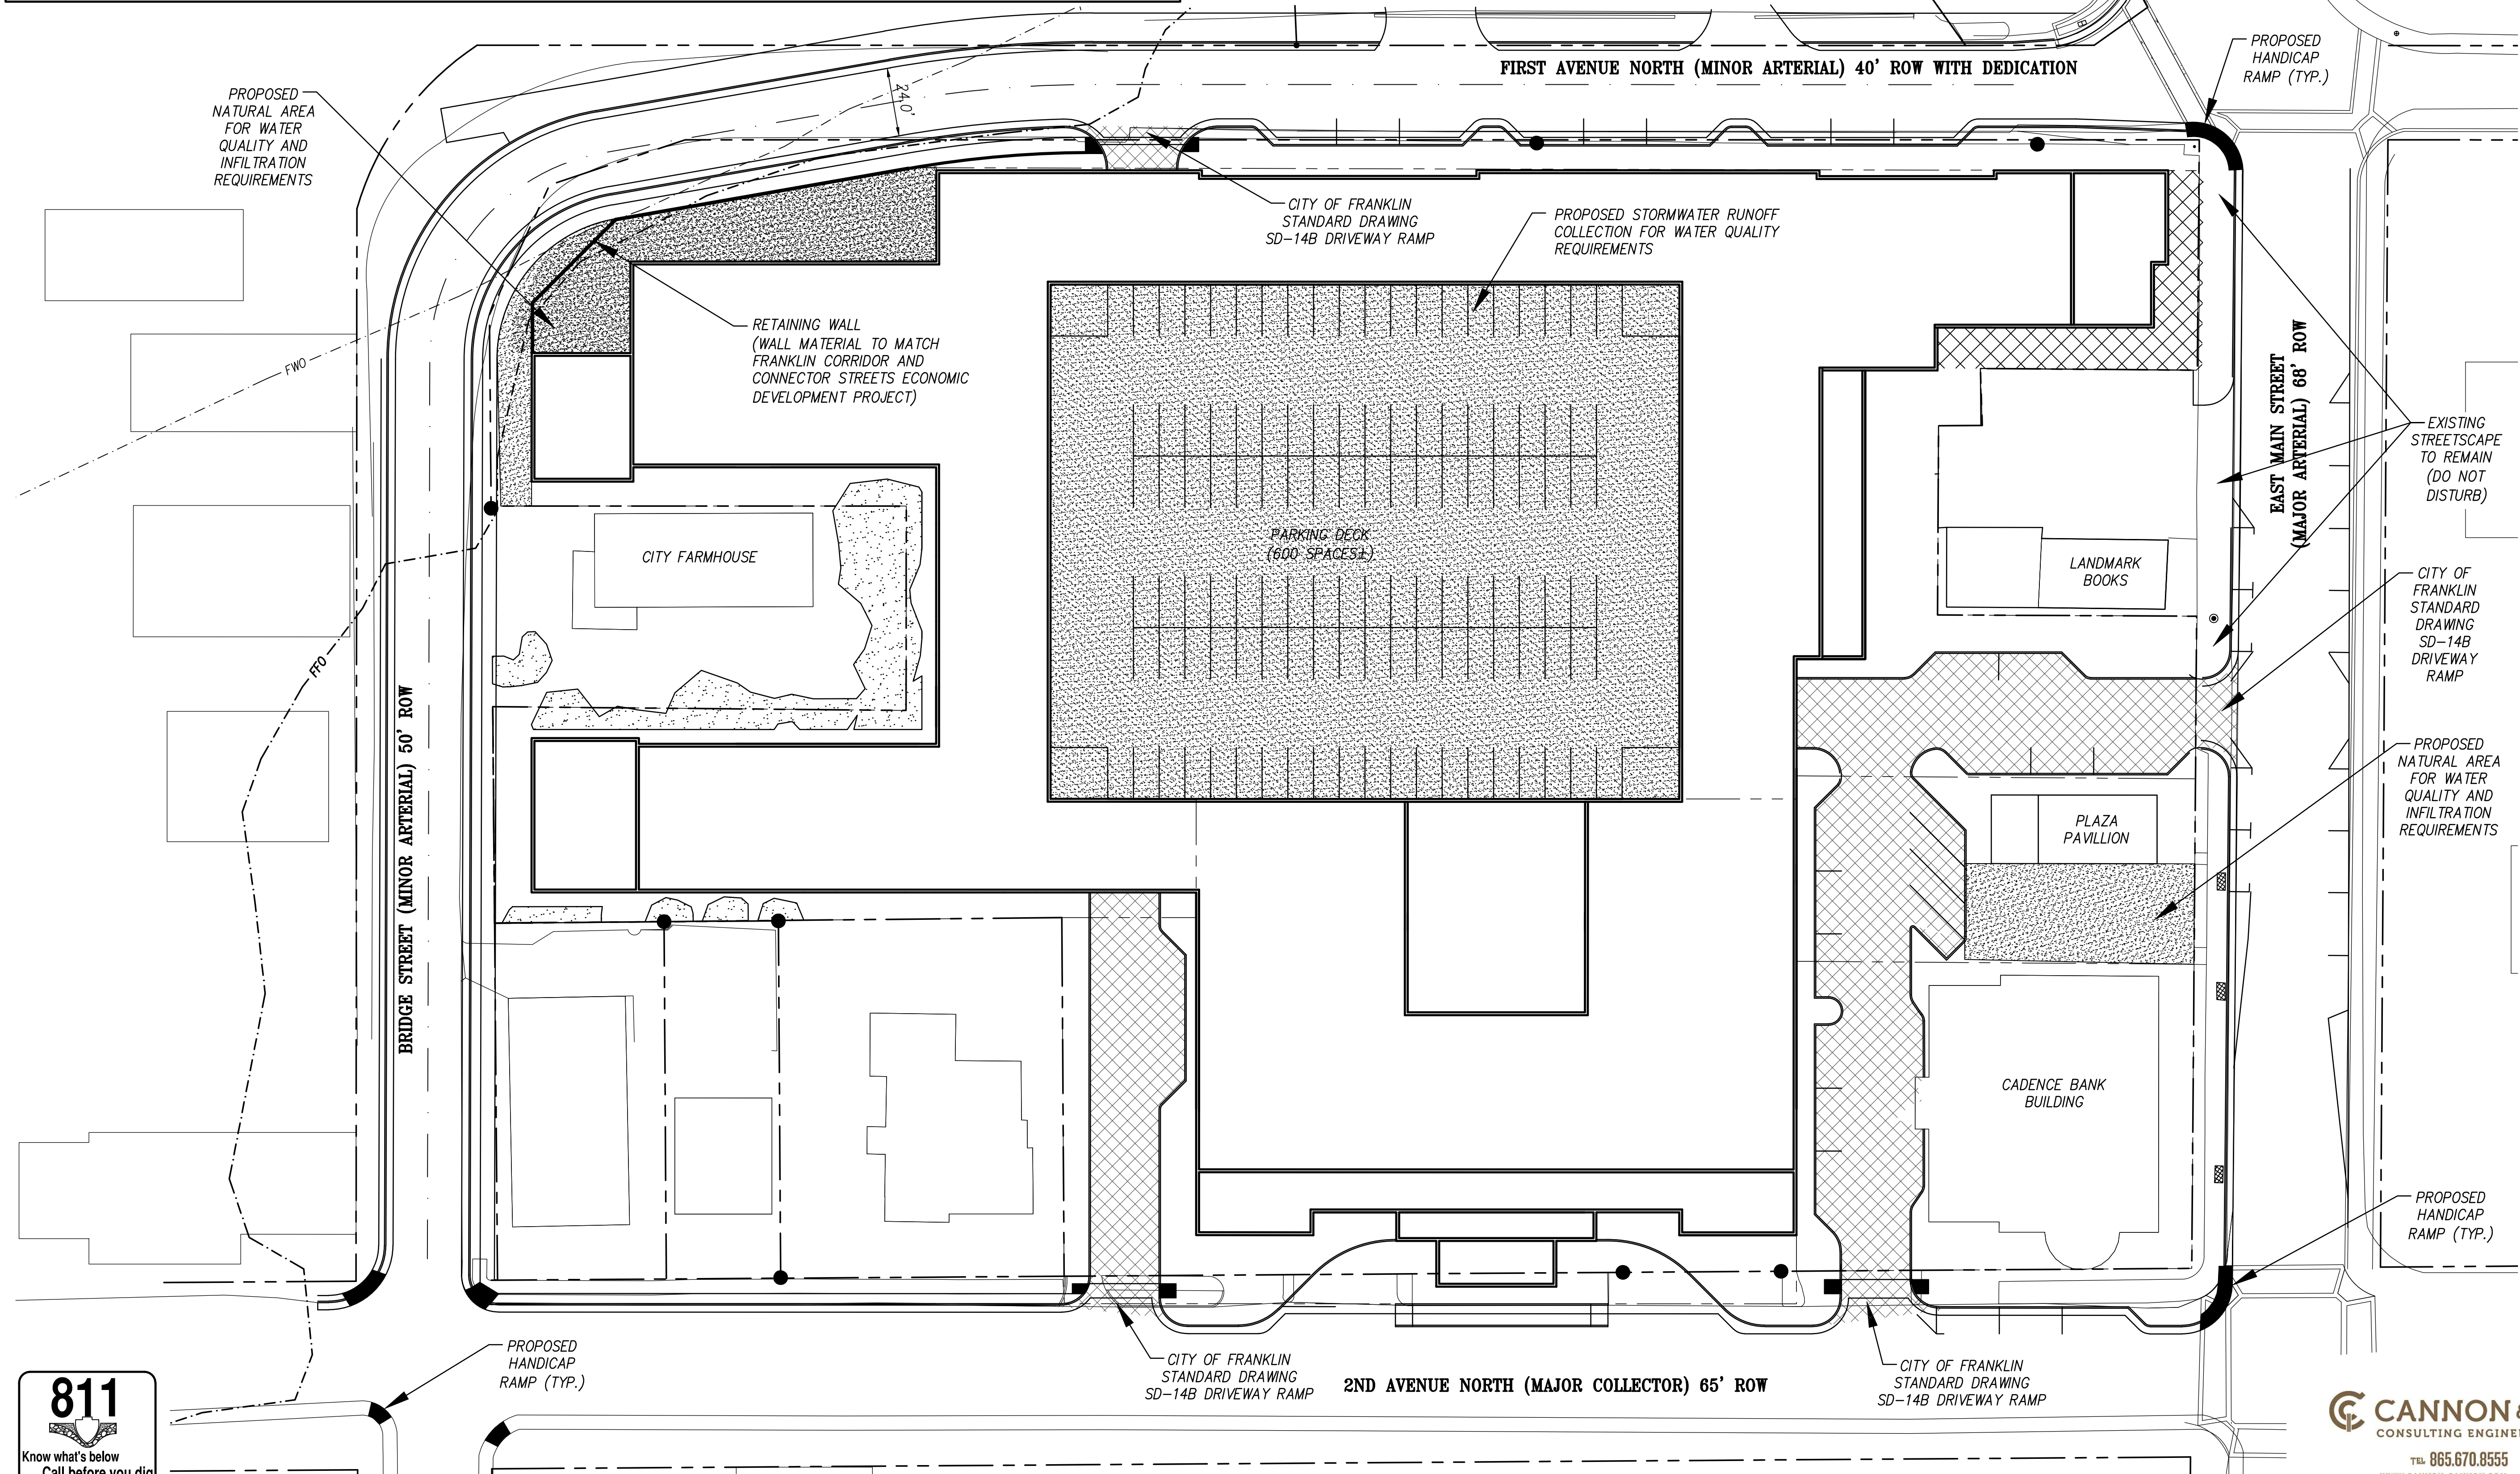 FIRST AVENUE NORTH (MINOR ARTERIAL) 40' ROW WITH DEDICATION
PROPOSED
HANDICAP
RAMP (TYP.)
PROPOSED
NATURAL AREA
FOR WATER
QUALITY AND
INFILTRATION
REQUIREMENTS
24.0'
CITY OF FRANKLIN
STANDARD DRAWING
SD-14B DRIVEWAY RAMP
PROPOSED STORMWATER RUNOFF
COLLECTION FOR WATER QUALITY
REQUIREMENTS
RETAINING WALL
(WALL MATERIAL TO MATCH
FRANKLIN CORRIDOR AND
CONNECTOR STREETS ECONOMIC
DEVELOPMENT PROJECT)
FWO
EAST MAIN STREET
(MAJOR ARTERIAL) 68' ROW
EXISTING
STREETSCAPE
TO REMAIN
(DO NOT
DISTURB)
CITY FARMHOUSE
PARKING DECK
(600 SPACES±)
LANDMARK
BOOKS
CITY OF
FRANKLIN
STANDARD
DRAWING
SD-14B
DRIVEWAY
RAMP
FFO
BRIDGE STREET (MINOR ARTERIAL) 50' ROW
PROPOSED
NATURAL AREA
FOR WATER
QUALITY AND
INFILTRATION
REQUIREMENTS
PLAZA
PAVILLION
CADENCE BANK
BUILDING
PROPOSED
HANDICAP
RAMP (TYP.)
PROPOSED
HANDICAP
RAMP (TYP.)
CITY OF FRANKLIN
STANDARD DRAWING
SD-14B DRIVEWAY RAMP
2ND AVENUE NORTH (MAJOR COLLECTOR) 65' ROW
CITY OF FRANKLIN
STANDARD DRAWING
SD-14B DRIVEWAY RAMP
811
Know what's below
Call before you dig
CANNON &
CONSULTING ENGINE
TEL 865.670.8555